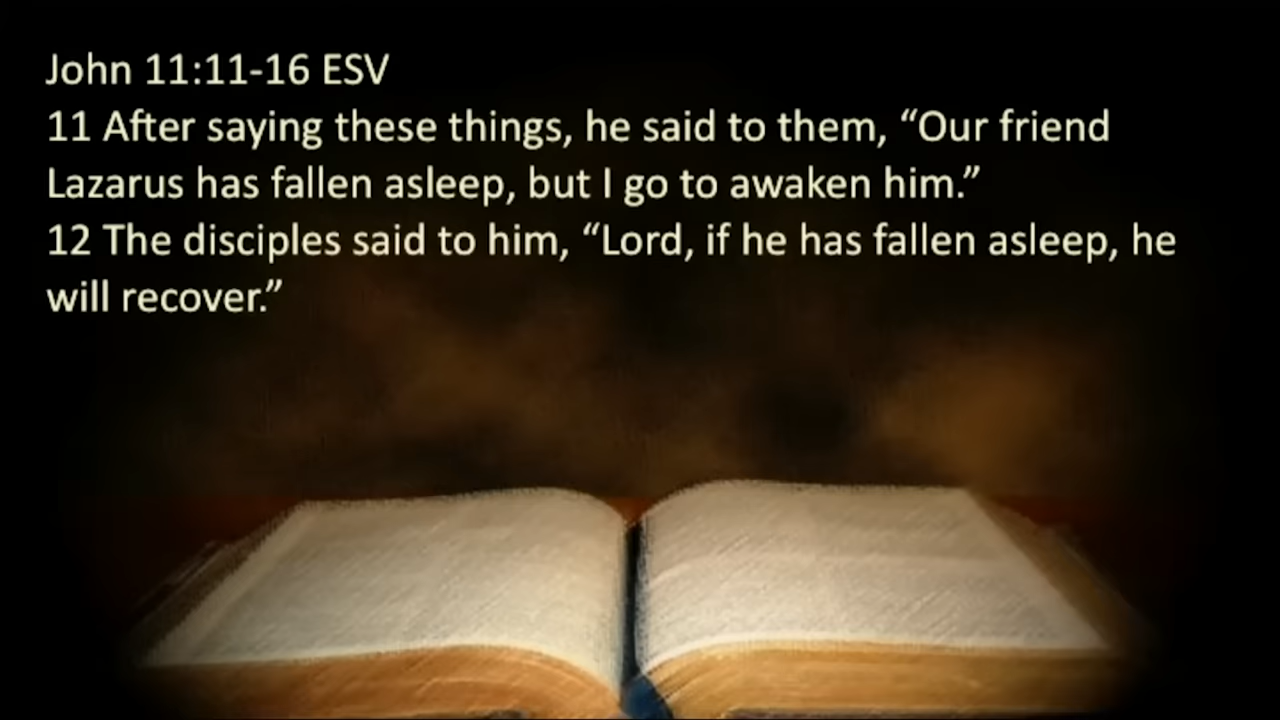 John 11:11-16 ESV
11 After saying these things, he said to them, “Our friend
Lazarus has fallen asleep, but I go to awaken him.”
12 The disciples said to him, “Lord, if he has fallen asleep, he
will recover.”